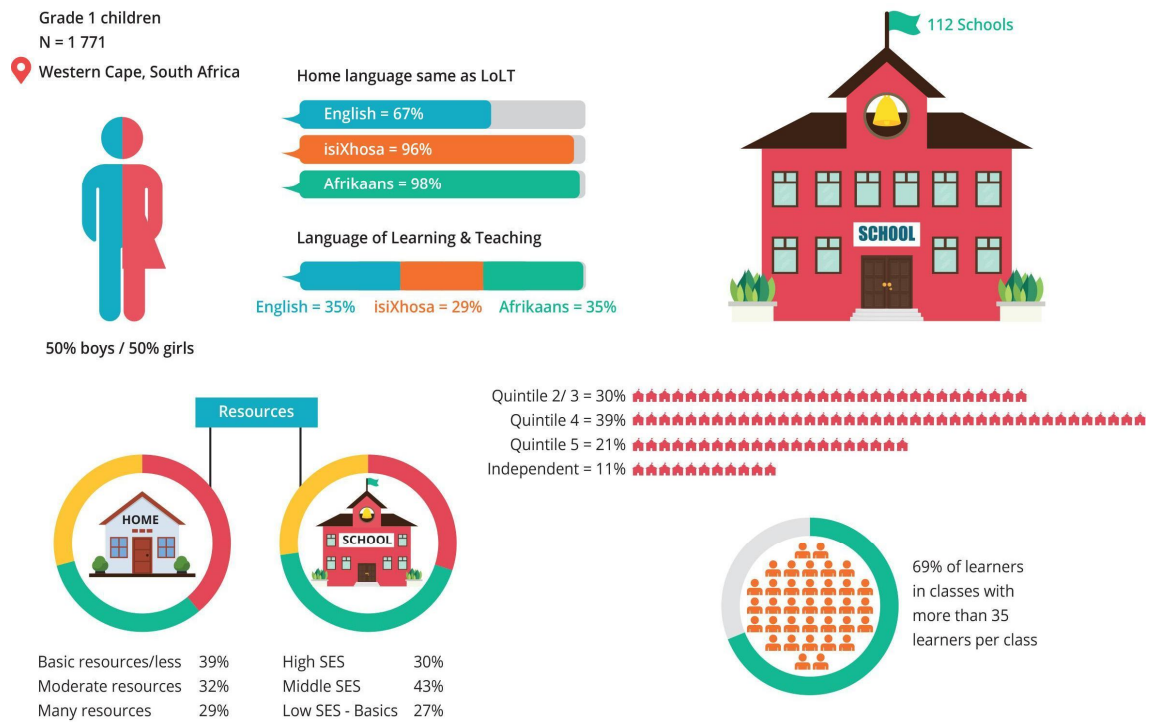 Grade 1 children
N = 1 771
Western Cape, South Africa
50% boys / 50% girls
Home language same as LoLT
English = 67%
isiXhosa = 96%
Afrikaans = 98%
Language of Learning & Teaching
English = 35% isiXhosa = 29% Afrikaans = 35%
112 Schools
SCHOOL
Resources
HOME
SCHOOL
Basic resources/less 39%
Moderate resources 32%
Many resources 29%
High SES 30%
Middle SES 43%
Low SES - Basics 27%
Quintile 2/ 3 = 30%
Quintile 4 = 39%
Quintile 5 = 21%
Independent = 11%
69% of learners
in classes with
more than 35
learners per class